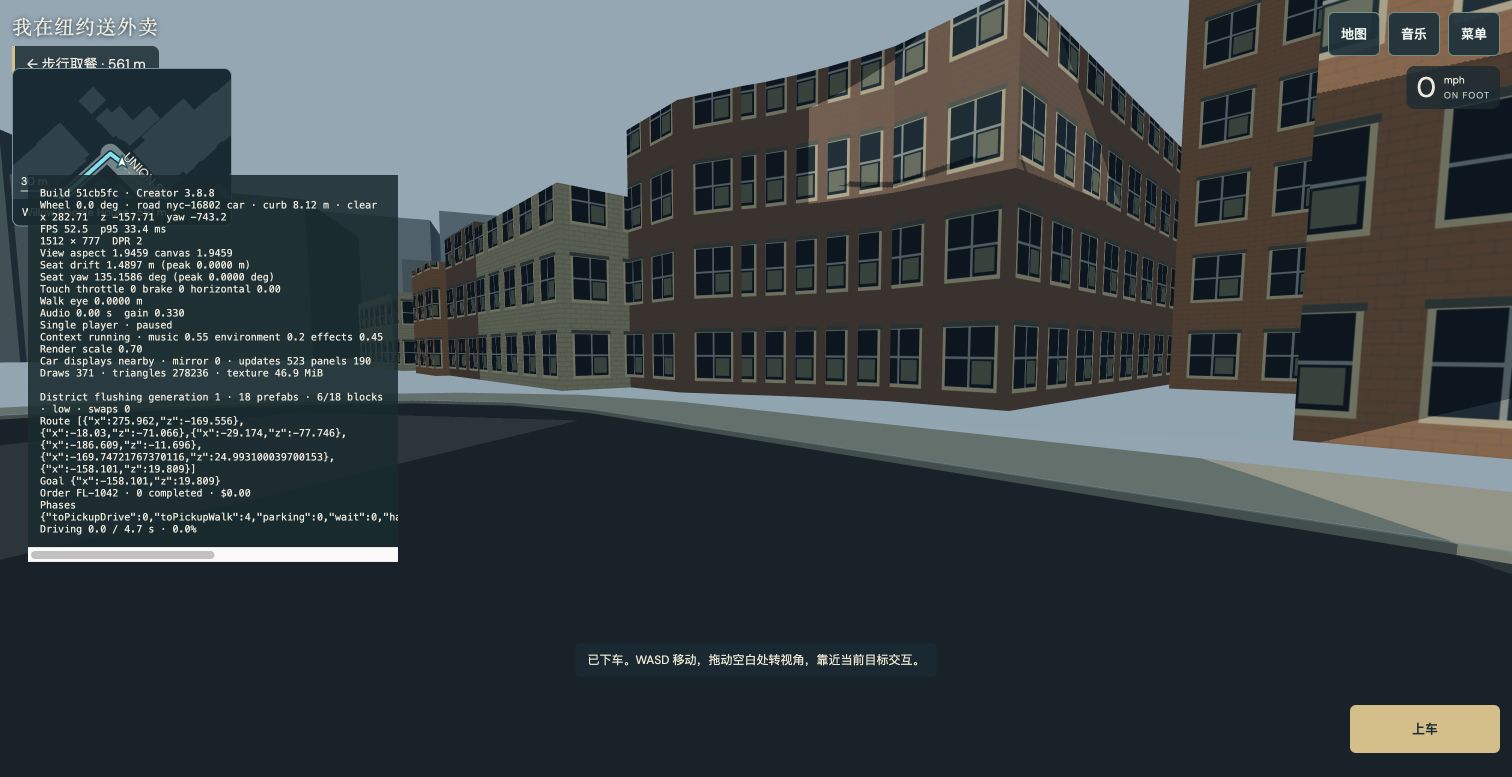 我在纽约送外卖
← 步行取餐 · 561 m
地图
音乐
菜单
0 mph
ON FOOT
UNION
30 m
Build 51cb5fc · Creator 3.8.8
Wheel 0.0 deg · road nyc-16802 car · curb 8.12 m · clear
x 282.71  z -157.71  yaw -743.2
FPS 52.5  p95 33.4 ms
1512 × 777  DPR 2
View aspect 1.9459 canvas 1.9459
Seat drift 1.4897 m (peak 0.0000 m)
Seat yaw 135.1586 deg (peak 0.0000 deg)
Touch throttle 0 brake 0 horizontal 0.00
Walk eye 0.0000 m
Audio 0.00 s  gain 0.330
Single player · paused
Context running · music 0.55 environment 0.2 effects 0.45
Render scale 0.70
Car displays nearby · mirror 0 · updates 523 panels 190
Draws 371 · triangles 278236 · texture 46.9 MiB
District flushing generation 1 · 18 prefabs · 6/18 blocks
· low · swaps 0
Route [{"x":275.962,"z":-169.556},
{"x":-18.03,"z":-71.066},{"x":-29.174,"z":-77.746},
{"x":-186.609,"z":-11.696},
{"x":-169.74721767370116,"z":24.993100039700153},
{"x":-158.101,"z":19.809}]
Goal {"x":-158.101,"z":19.809}
Order FL-1042 · 0 completed · $0.00
Phases
{"toPickupDrive":0,"toPickupWalk":4,"parking":0,"wait":0,"ha
Driving 0.0 / 4.7 s · 0.0%
已下车。WASD 移动，拖动空白处转视角，靠近当前目标交互。
上车